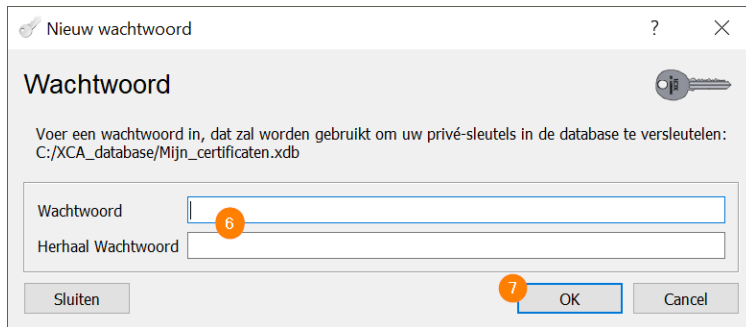 Nieuw wachtwoord
Wachtwoord
Voer een wachtwoord in, dat zal worden gebruikt om uw privé-sleutels in de database te versleutelen:
C:/XCA_database/Mijn_certificaten.xdb
Wachtwoord
6
Herhaal Wachtwoord
7
Sluiten
OK
Cancel